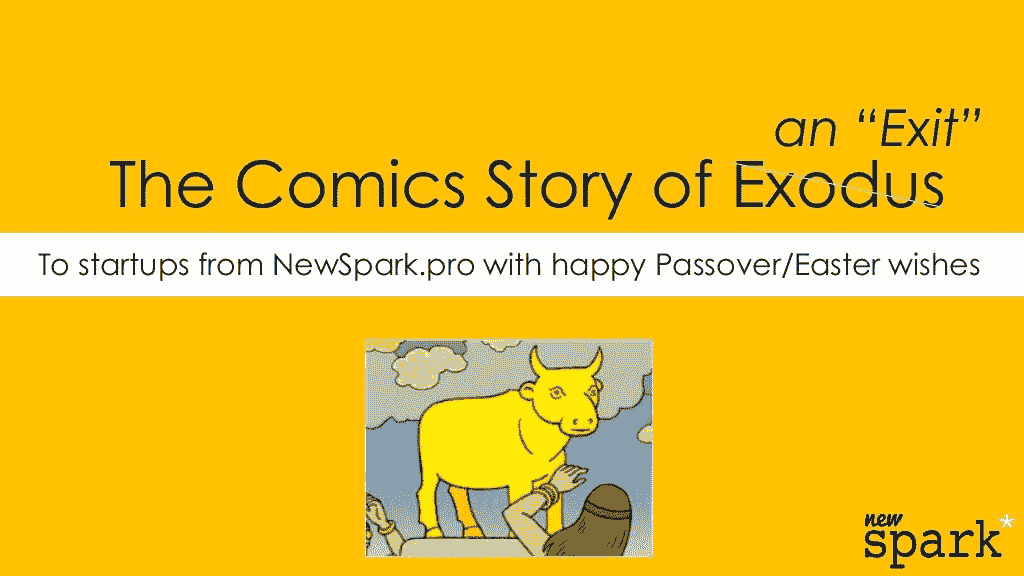 an “Exit”
The Comics Story of Exodus
To startups from NewSpark.pro with happy Passover/Easter wishes
new
spark*